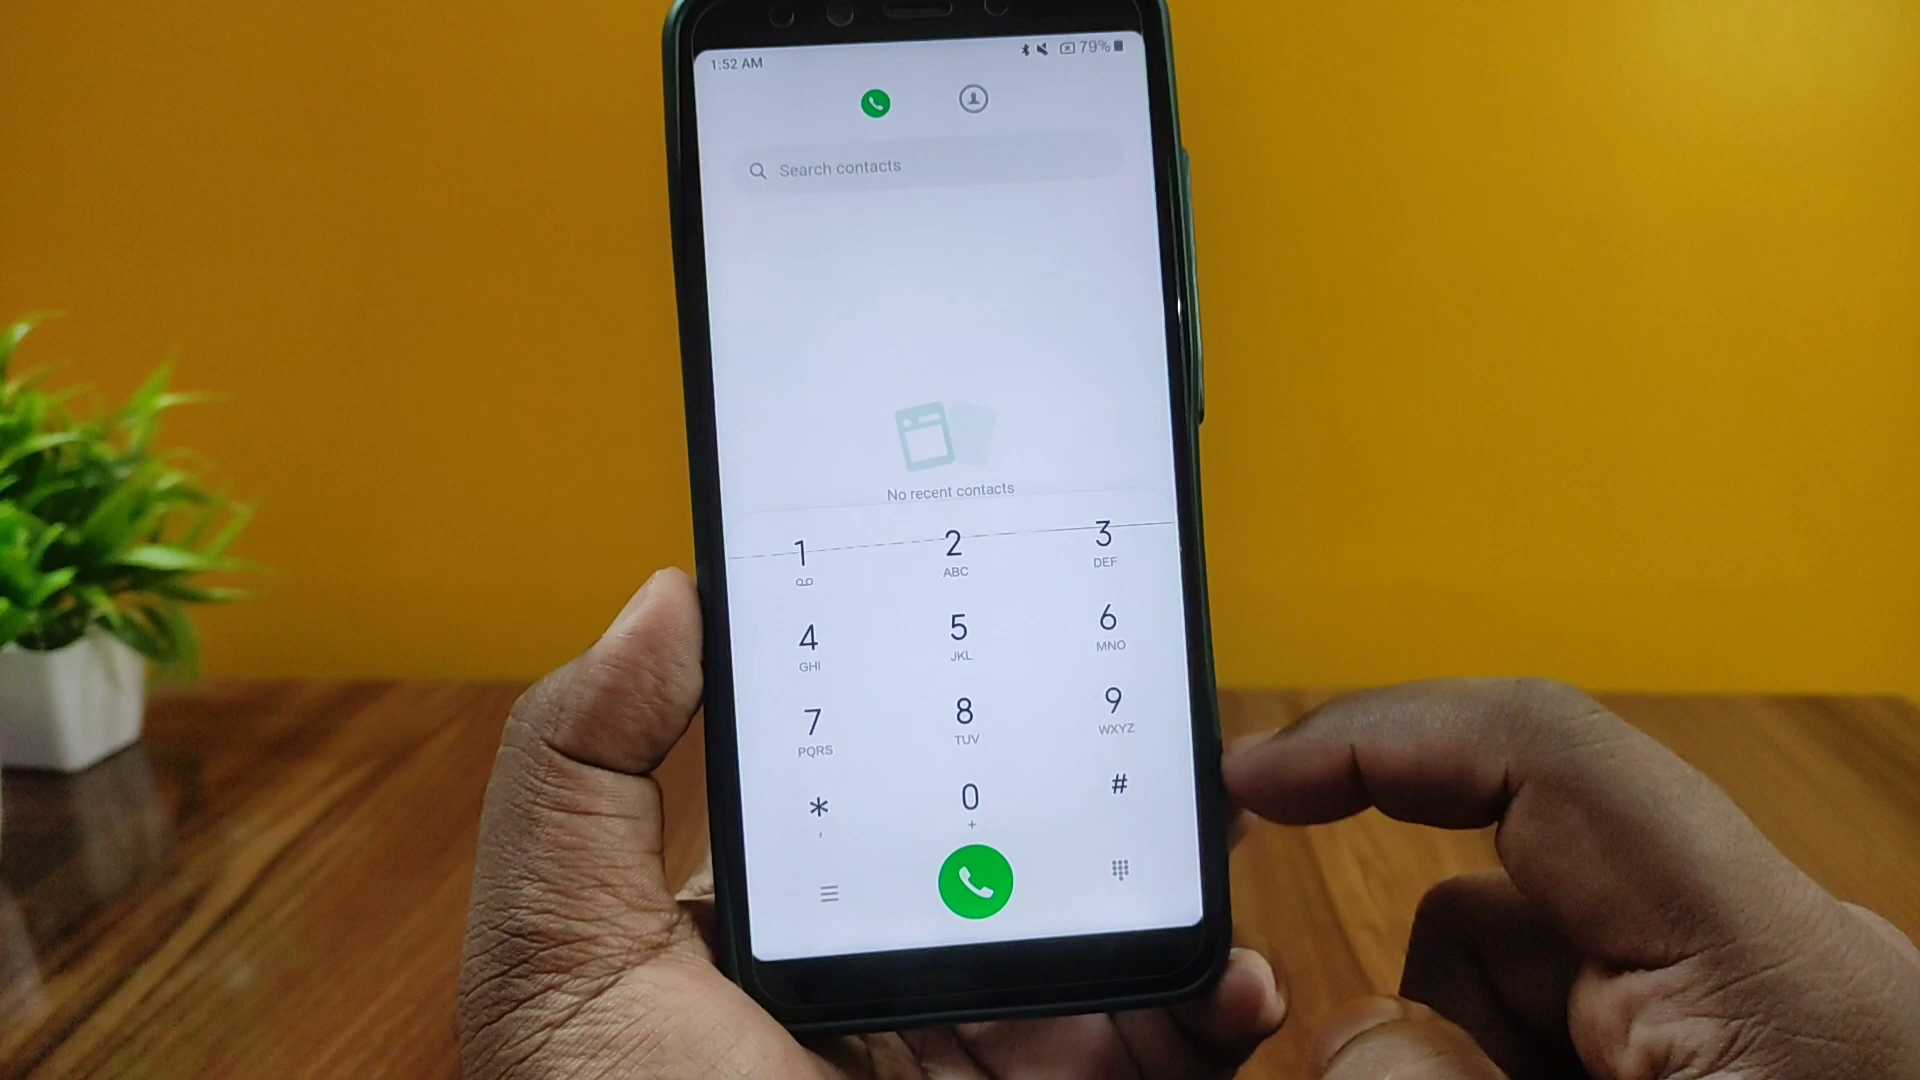 1:52 AM 79%
Search contacts
No recent contacts
1 2 3
ABC DEF
4 5 6
GHI JKL MNO
7 8 9
PQRS TUV WXYZ
* 0 #
, +